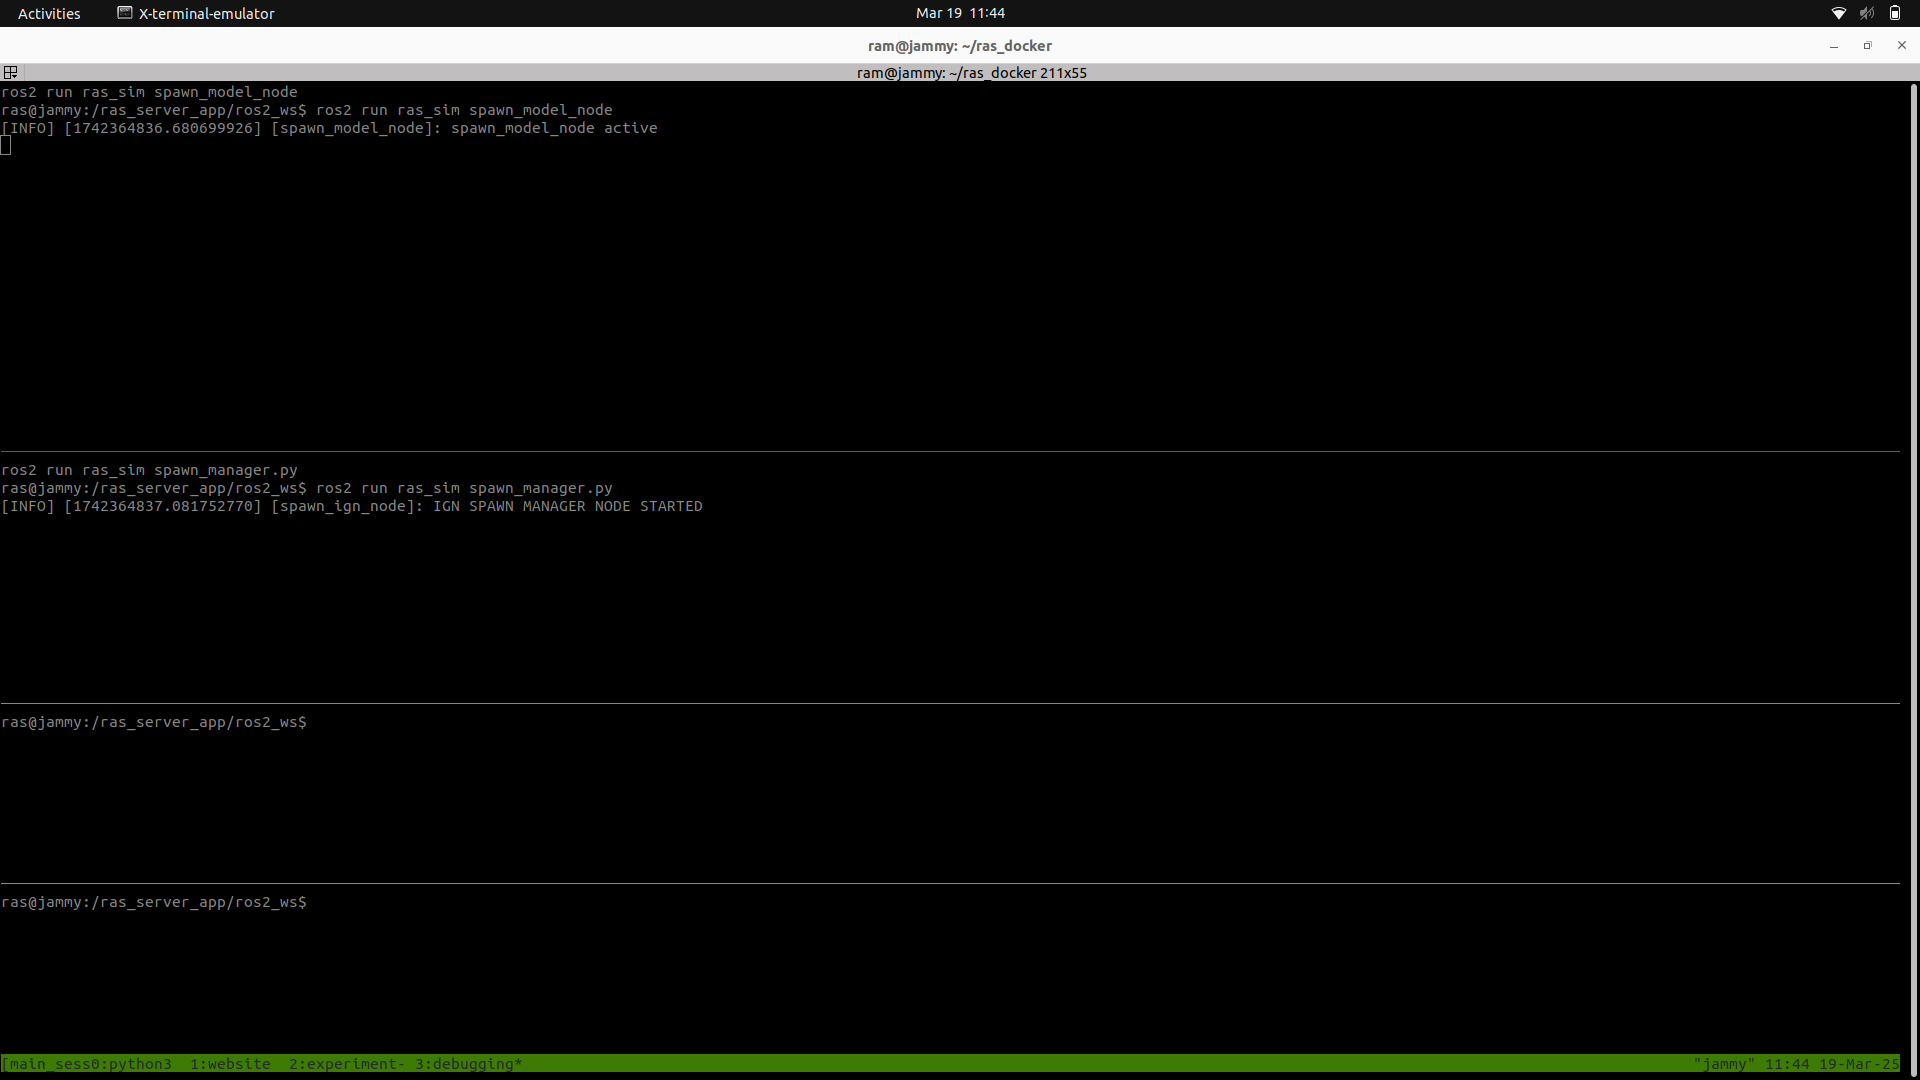 Activities X-terminal-emulator Mar 19 11:44
ram@jammy: ~/ras_docker
ram@jammy: ~/ras_docker 211x55
ros2 run ras_sim spawn_model_node
ras@jammy:/ras_server_app/ros2_ws$ ros2 run ras_sim spawn_model_node
[INFO] [1742364836.680699926] [spawn_model_node]: spawn_model_node active
ros2 run ras_sim spawn_manager.py
ras@jammy:/ras_server_app/ros2_ws$ ros2 run ras_sim spawn_manager.py
[INFO] [1742364837.081752770] [spawn_ign_node]: IGN SPAWN MANAGER NODE STARTED
ras@jammy:/ras_server_app/ros2_ws$
ras@jammy:/ras_server_app/ros2_ws$
[main_sess0:python3 1:website 2:experiment- 3:debugging* "jammy" 11:44 19-Mar-25